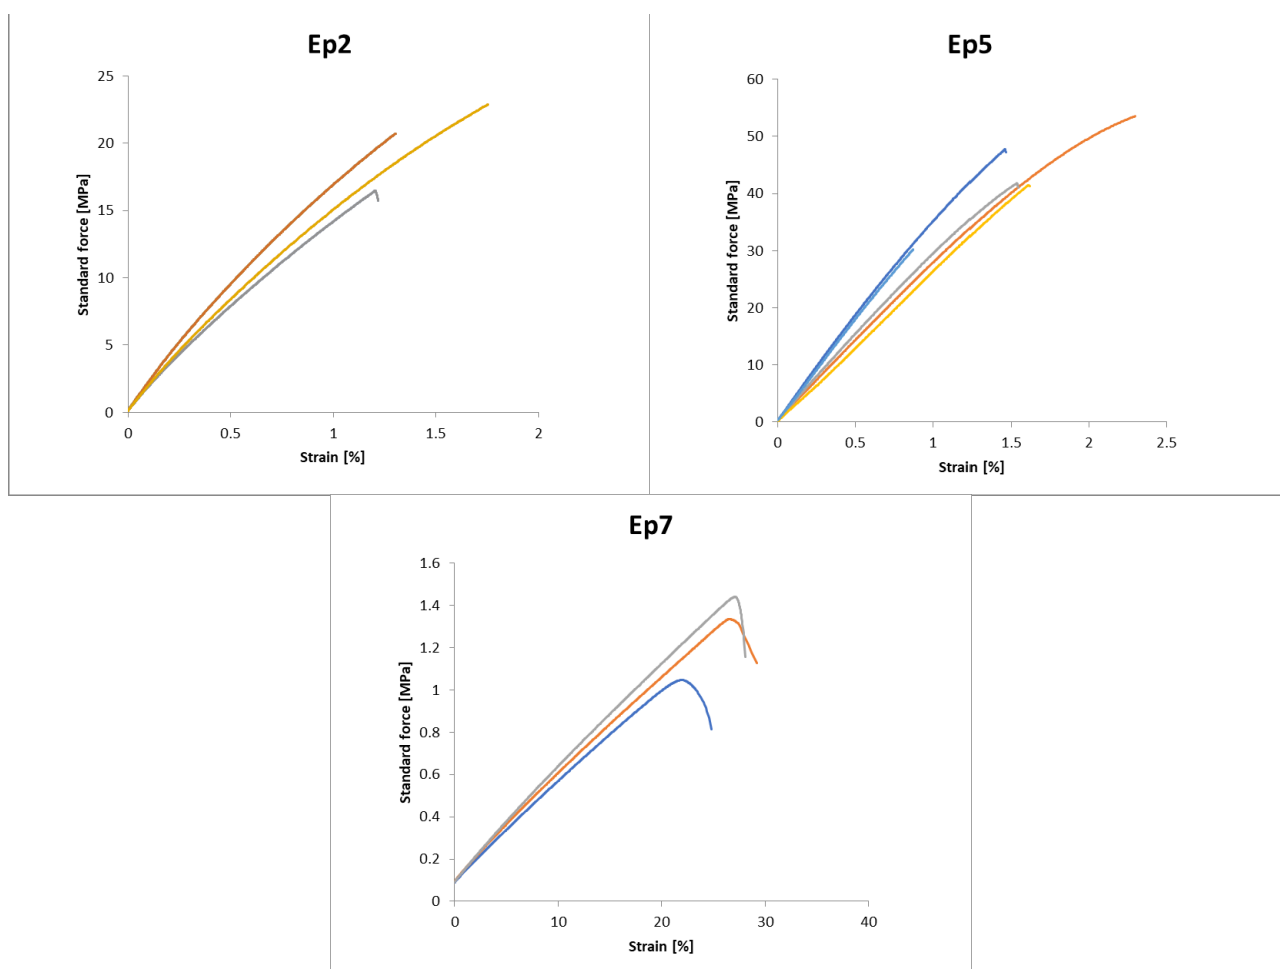 Ep2
25
20
15
10
5
0
0 0.5 1 1.5 2
Standard force [MPa]
Strain [%]
Ep5
60
50
40
30
20
10
0
0 0.5 1 1.5 2 2.5
Standard force [MPa]
Strain [%]
Ep7
1.6
1.4
1.2
1
0.8
0.6
0.4
0.2
0
0 10 20 30 40
Standard force [MPa]
Strain [%]